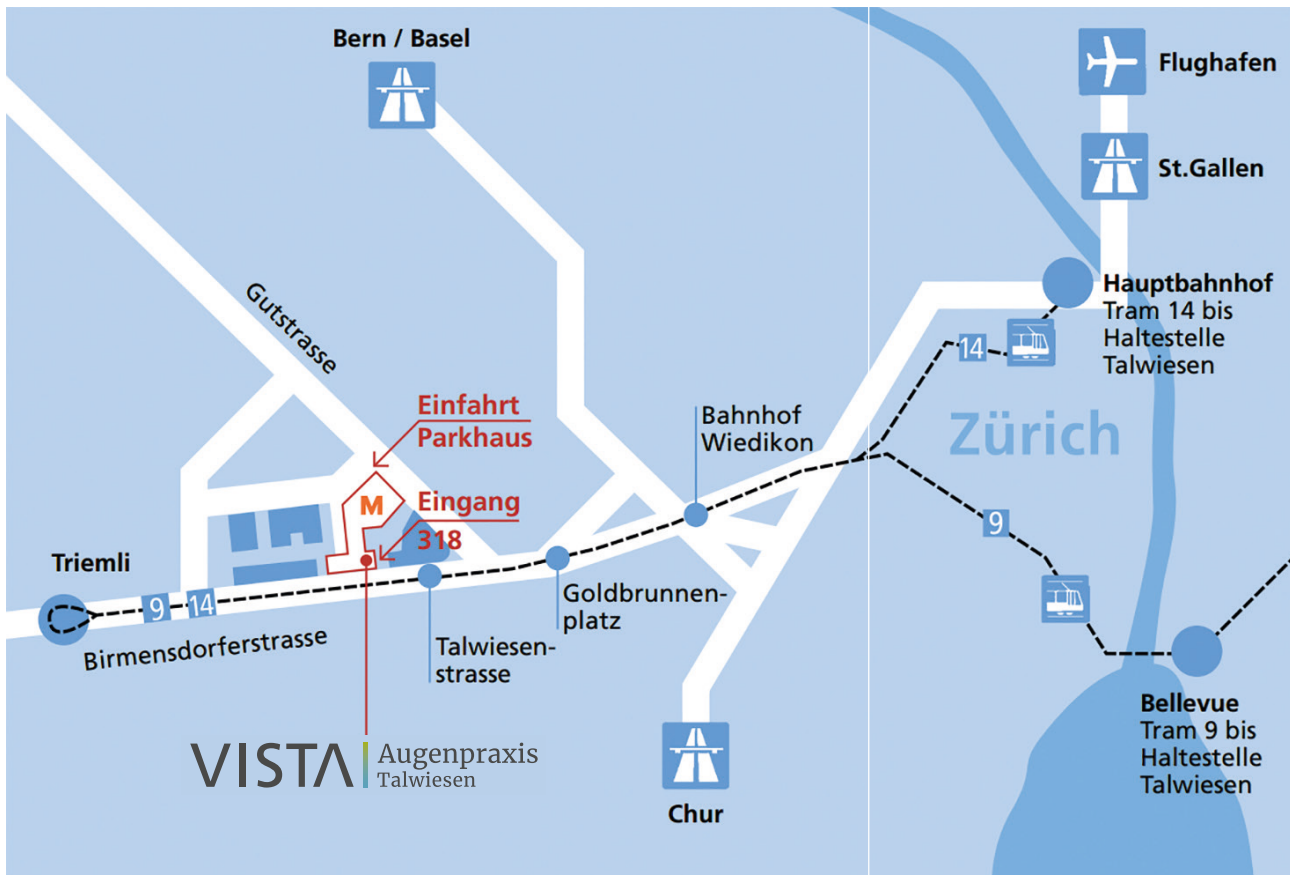 Bern / Basel
Flughafen
St.Gallen
Hauptbahnhof
Tram 14 bis
Haltestelle
Talwiesen
Gutstrasse
14
Einfahrt
Parkhaus
Bahnhof
Wiedikon
Zürich
M
Eingang
318
9
Triemli
9
14
Goldbrunnen-
platz
Birmensdorferstrasse
Talwiesen-
strasse
Bellevue
Tram 9 bis
Haltestelle
Talwiesen
VISTA
Augenpraxis
Talwiesen
Chur